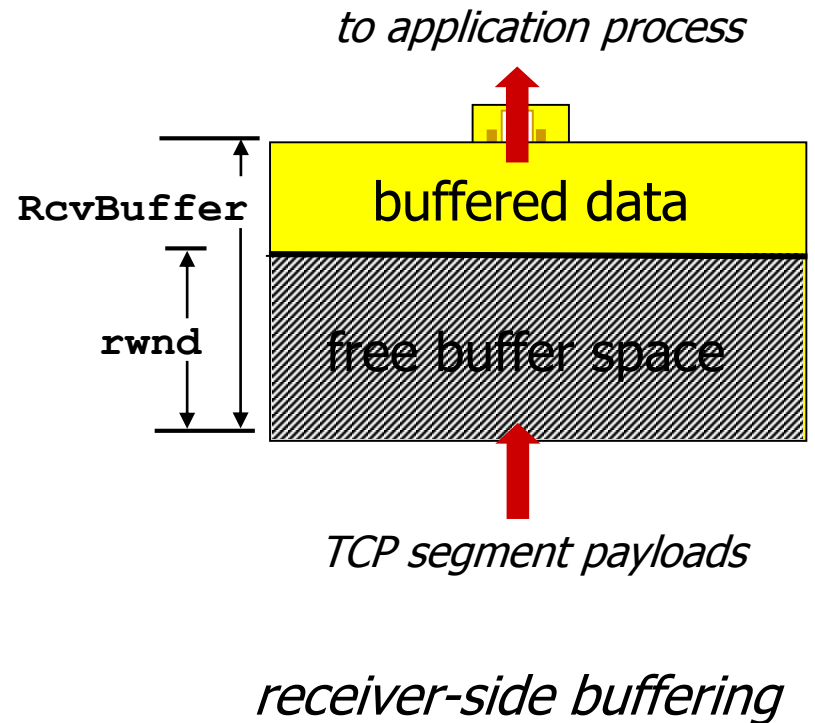 to application process
RcvBuffer
buffered data
rwnd
free buffer space
TCP segment payloads
receiver-side buffering